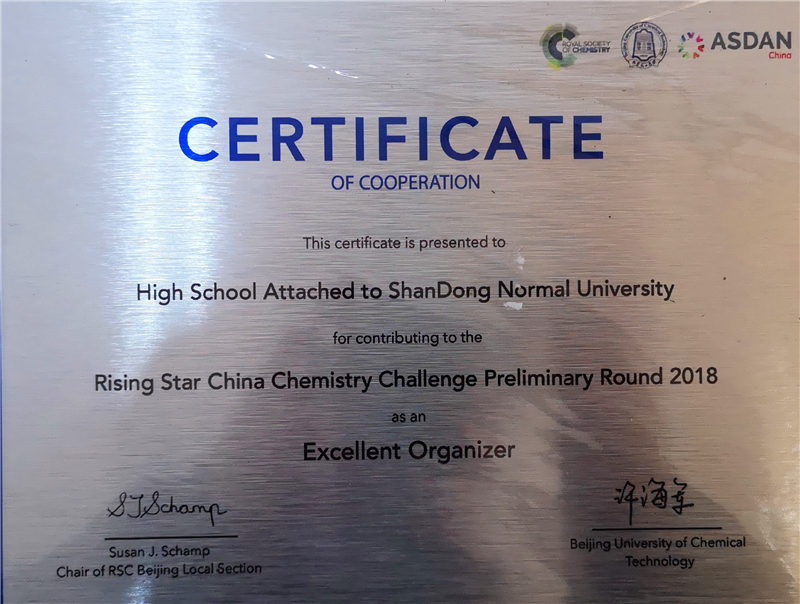 ROYAL SOCIETY
OF CHEMISTRY
ASDAN
China
CERTIFICATE
OF COOPERATION
This certificate is presented to
High School Attached to ShanDong Normal University
for contributing to the
Rising Star China Chemistry Challenge Preliminary Round 2018
as an
Excellent Organizer
S J Schamp
Susan J. Schamp
Chair of RSC Beijing Local Section
Beijing University of Chemical
Technology